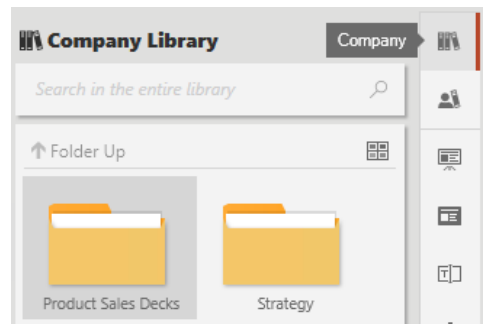 Company Library
Company
Search in the entire library
Folder Up
Product Sales Decks
Strategy